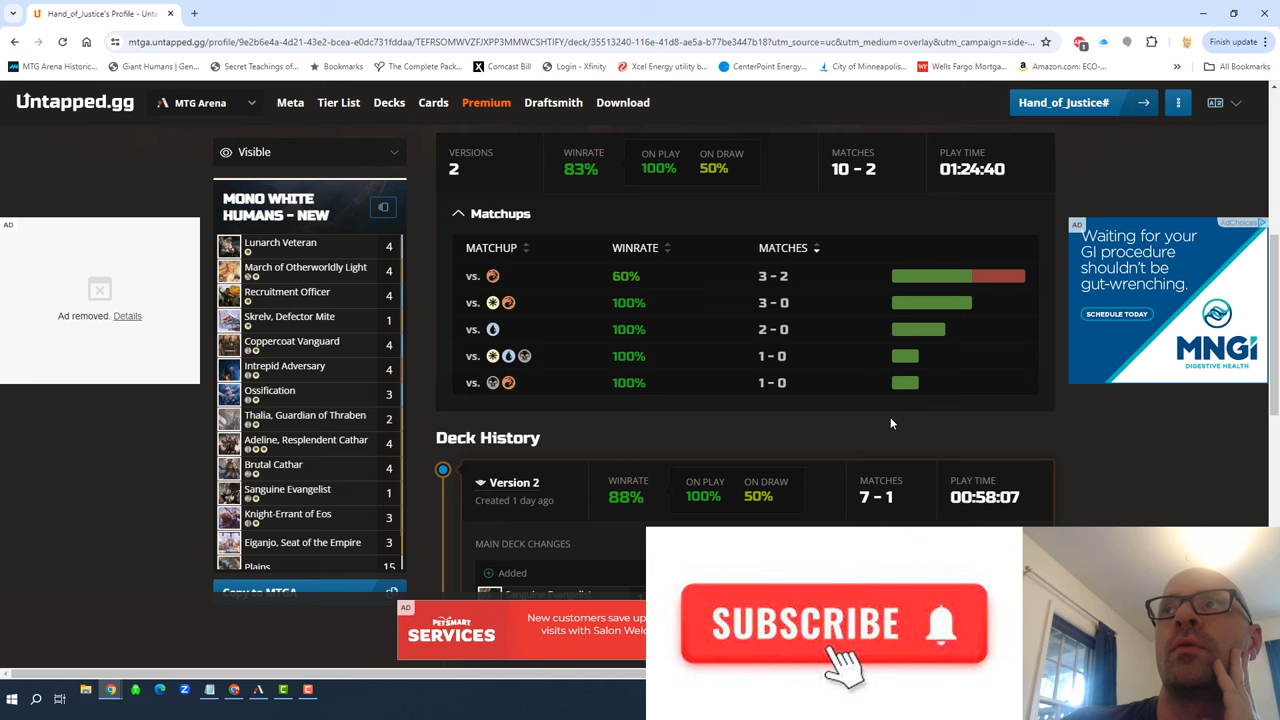 Hand_of_Justice's Profile - Unta
mtga.untapped.gg/profile/9e2b6e4a-4d21-43e2-bcea-e0dc731fddaa/TEFRSOMWVZFJXPP3MMWCSHTIFY/deck/35513240-116e-41d8-ae5a-b77be3447b18?utm_source=uc&utm_medium=overlay&utm_campaign=side-...
Finish update
MTG Arena Historic...
Giant Humans | Gen...
Secret Teachings of...
Bookmarks
The Complete Pack...
Comcast Bill
Login - Xfinity
Xcel Energy utility b...
CenterPoint Energy...
City of Minneapolis...
Wells Fargo Mortga...
Amazon.com: ECO-...
All Bookmarks
Untapped.gg
MTG Arena
Meta
Tier List
Decks
Cards
Premium
Draftsmith
Download
Hand_of_Justice#
Visible
MONO WHITE
HUMANS - NEW
Lunarch Veteran 4
March of Otherworldly Light 4
Recruitment Officer 4
Skrelv, Defector Mite 1
Coppercoat Vanguard 4
Intrepid Adversary 4
Ossification 3
Thalia, Guardian of Thraben 2
Adeline, Resplendent Cathar 4
Brutal Cathar 4
Sanguine Evangelist 1
Knight-Errant of Eos 3
Eiganjo, Seat of the Empire 3
Plains 15
Copy to MTGA
VERSIONS
2
WINRATE
83%
ON PLAY
100%
ON DRAW
50%
MATCHES
10 - 2
PLAY TIME
01:24:40
Matchups
MATCHUP WINRATE MATCHES
vs. 60% 3 - 2
vs. 100% 3 - 0
vs. 100% 2 - 0
vs. 100% 1 - 0
vs. 100% 1 - 0
Deck History
Version 2
Created 1 day ago
WINRATE
88%
ON PLAY
100%
ON DRAW
50%
MATCHES
7 - 1
PLAY TIME
00:58:07
MAIN DECK CHANGES
Added
Sanguine Evangelist
AD
Ad removed. Details
AD
AdChoices
Waiting for your
GI procedure
shouldn't be
gut-wrenching.
SCHEDULE TODAY
MNGI
DIGESTIVE HEALTH
AD
PETSMART
SERVICES
New customers save up
visits with Salon Welco
SUBSCRIBE